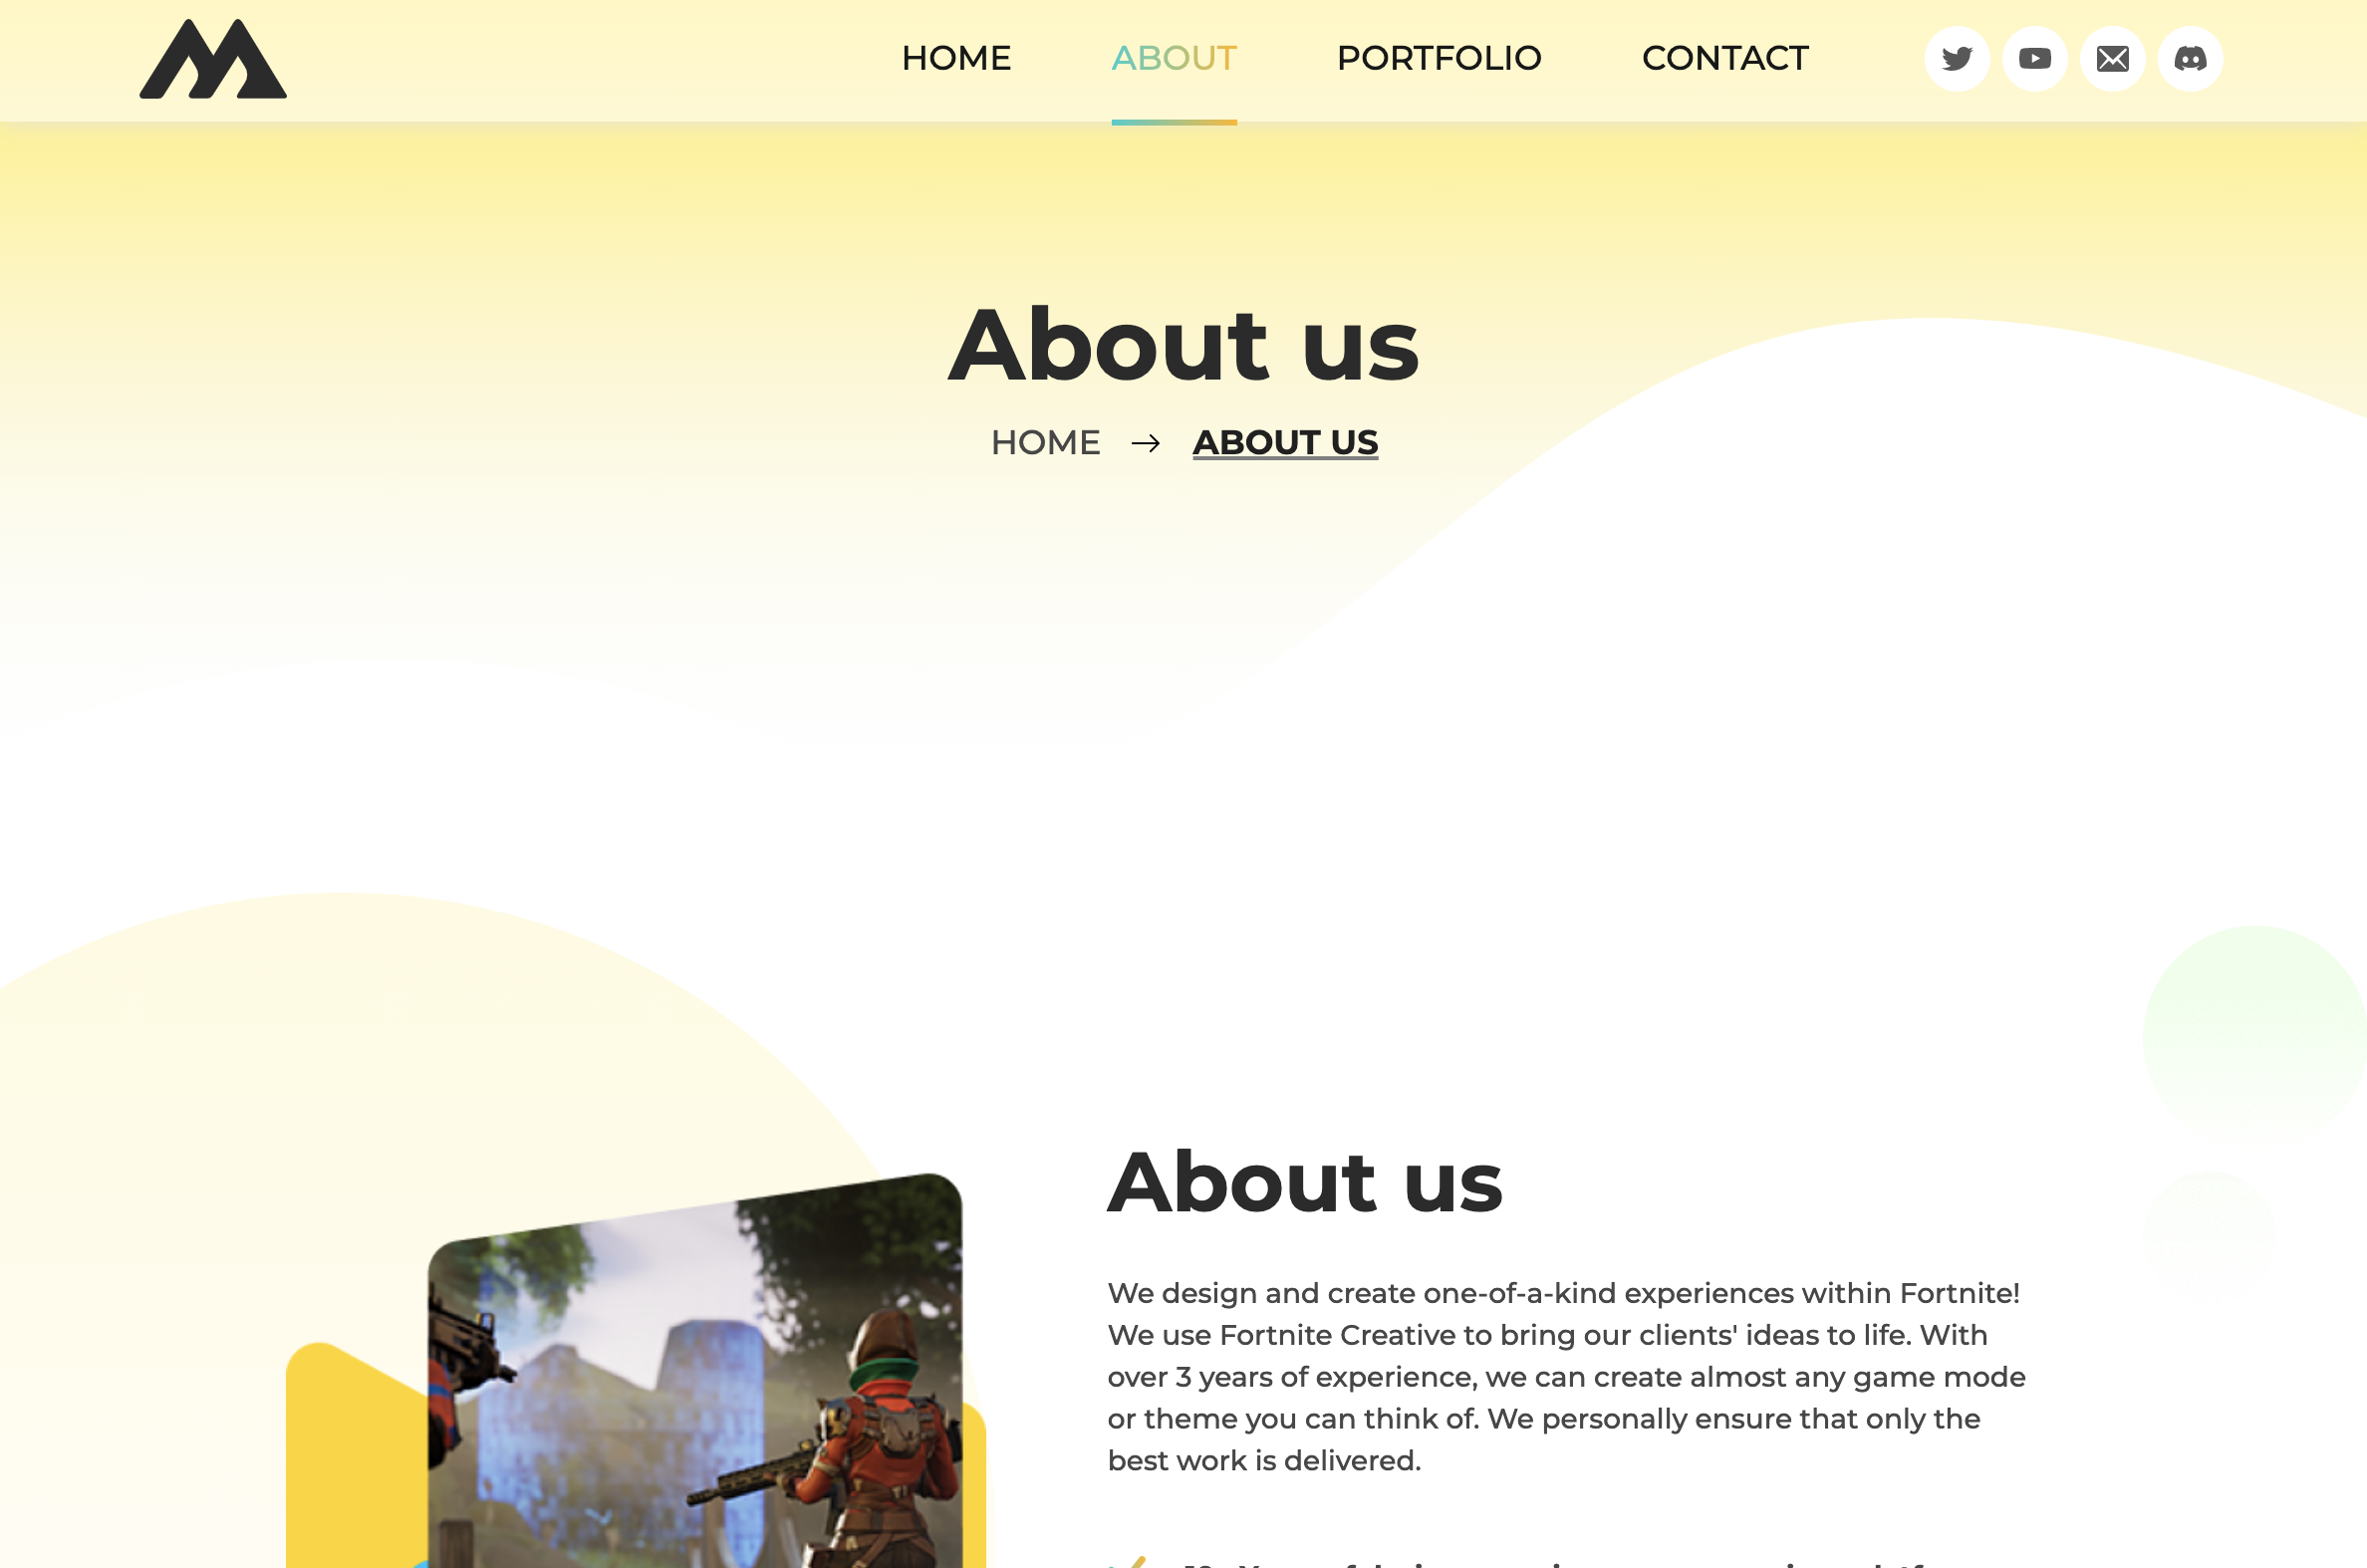 HOME ABOUT PORTFOLIO CONTACT
About us
HOME → ABOUT US
About us
We design and create one-of-a-kind experiences within Fortnite!
We use Fortnite Creative to bring our clients' ideas to life. With
over 3 years of experience, we can create almost any game mode
or theme you can think of. We personally ensure that only the
best work is delivered.